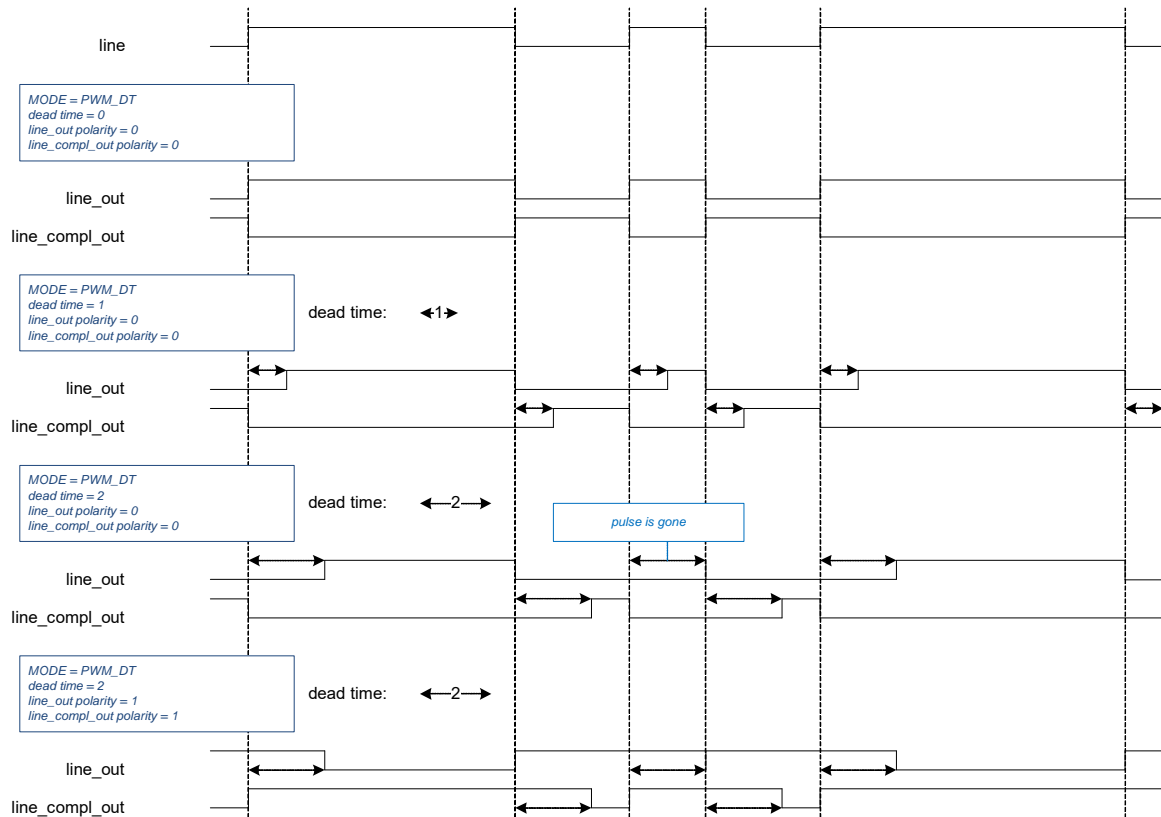 line
MODE = PWM_DT
dead time = 0
line_out polarity = 0
line_compl_out polarity = 0
line_out
line_compl_out
MODE = PWM_DT
dead time = 1
line_out polarity = 0
line_compl_out polarity = 0
dead time: 1
line_out
line_compl_out
MODE = PWM_DT
dead time = 2
line_out polarity = 0
line_compl_out polarity = 0
dead time: 2
pulse is gone
line_out
line_compl_out
MODE = PWM_DT
dead time = 2
line_out polarity = 1
line_compl_out polarity = 1
dead time: 2
line_out
line_compl_out